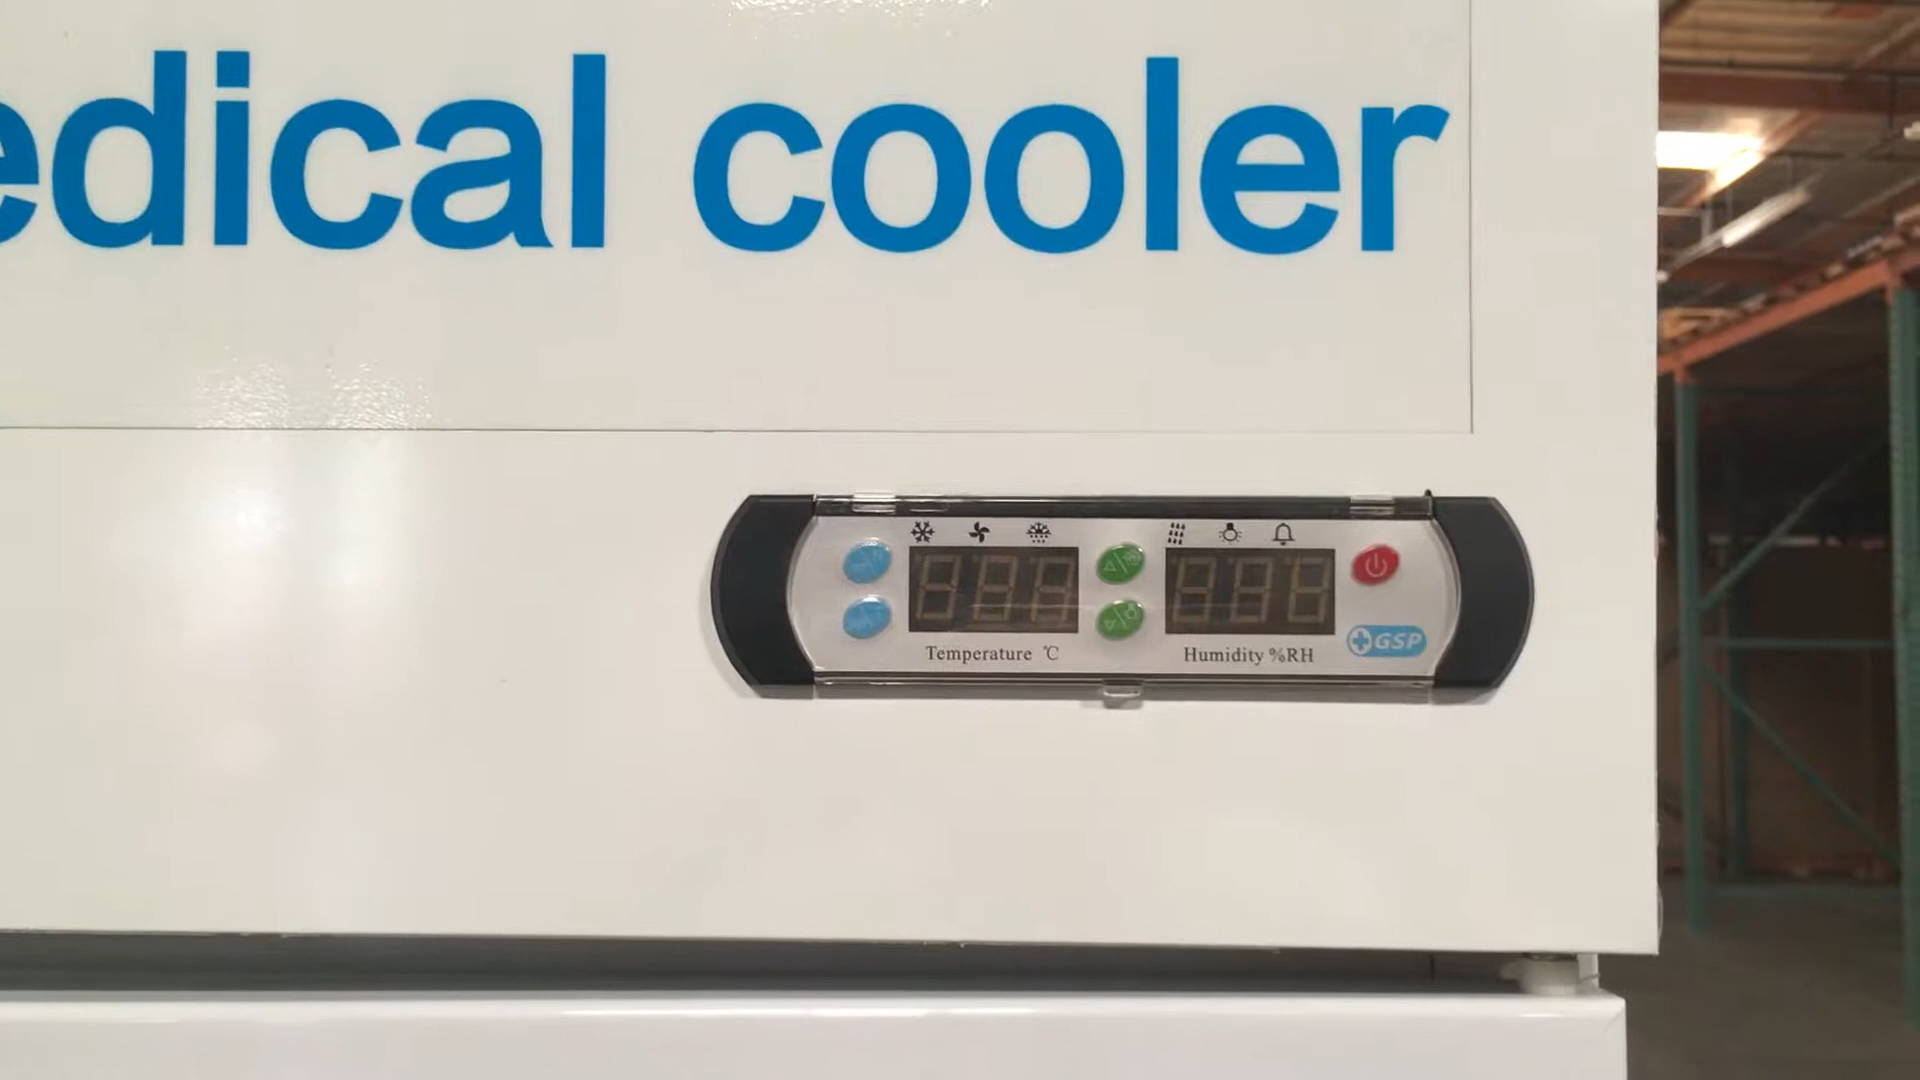 edical cooler
Temperature ℃
Humidity %RH
GSP